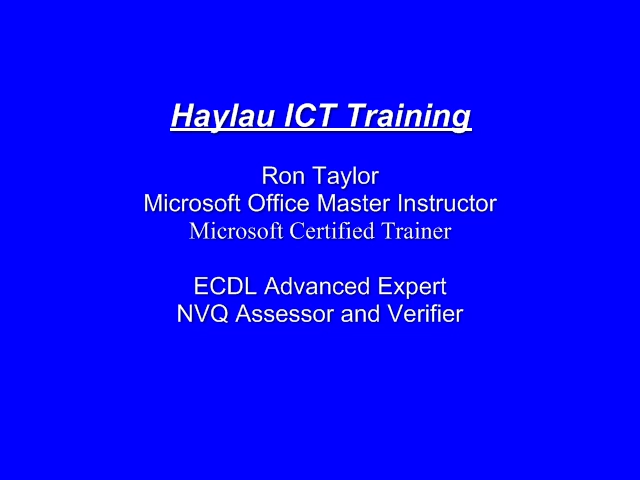 Haylau ICT Training
Ron Taylor
Microsoft Office Master Instructor
Microsoft Certified Trainer
ECDL Advanced Expert
NVQ Assessor and Verifier